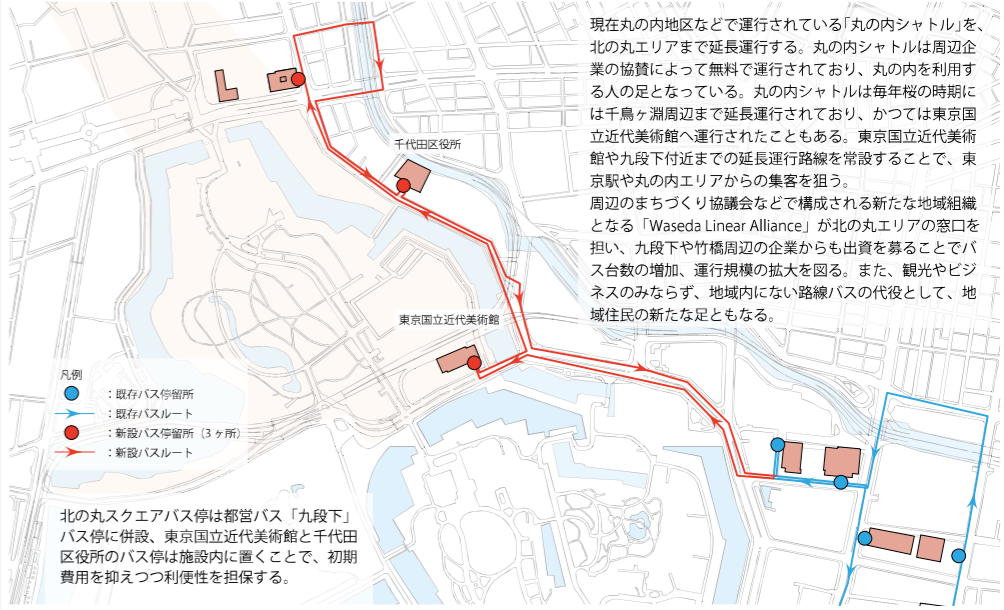 現在丸の内地区などで運行されている「丸の内シャトル」を、
北の丸エリアまで延長運行する。丸の内シャトルは周辺企
業の協賛によって無料で運行されており、丸の内を利用す
る人の足となっている。丸の内シャトルは毎年桜の時期に
は千鳥ヶ淵周辺まで延長運行されており、かつては東京国
立近代美術館へ運行されたこともある。東京国立近代美術
館や九段下付近までの延長運行路線を常設することで、東
京駅や丸の内エリアからの集客を狙う。
周辺のまちづくり協議会などで構成される新たな地域組織
となる「Waseda Linear Alliance」が北の丸エリアの窓口を
担い、九段下や竹橋周辺の企業からも出資を募ることでバ
ス台数の増加、運行規模の拡大を図る。また、観光やビジ
ネスのみならず、地域内にない路線バスの代役として、地
域住民の新たな足ともなる。
千代田区役所
東京国立近代美術館
凡例
：既存バス停留所
：既存バスルート
：新設バス停留所（3 ヶ所）
：新設バスルート
北の丸スクエアバス停は都営バス「九段下」
バス停に併設、東京国立近代美術館と千代田
区役所のバス停は施設内に置くことで、初期
費用を抑えつつ利便性を担保する。